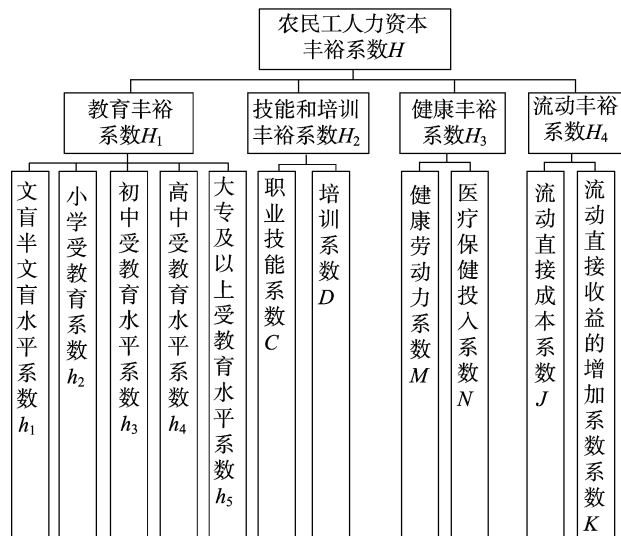 农民工人力资本
丰裕系数H
教育丰裕
系数H₁
技能和培训
丰裕系数H₂
健康丰裕
系数H₃
流动丰裕
系数H₄
文盲半文盲水平系数h₁
小学受教育系数h₂
初中受教育水平系数h₃
高中受教育水平系数h₄
大专及以上受教育水平系数h₅
职业技能系数C
培训系数D
健康劳动力系数M
医疗保健投入系数N
流动直接成本系数J
流动直接收益的增加系数系数K